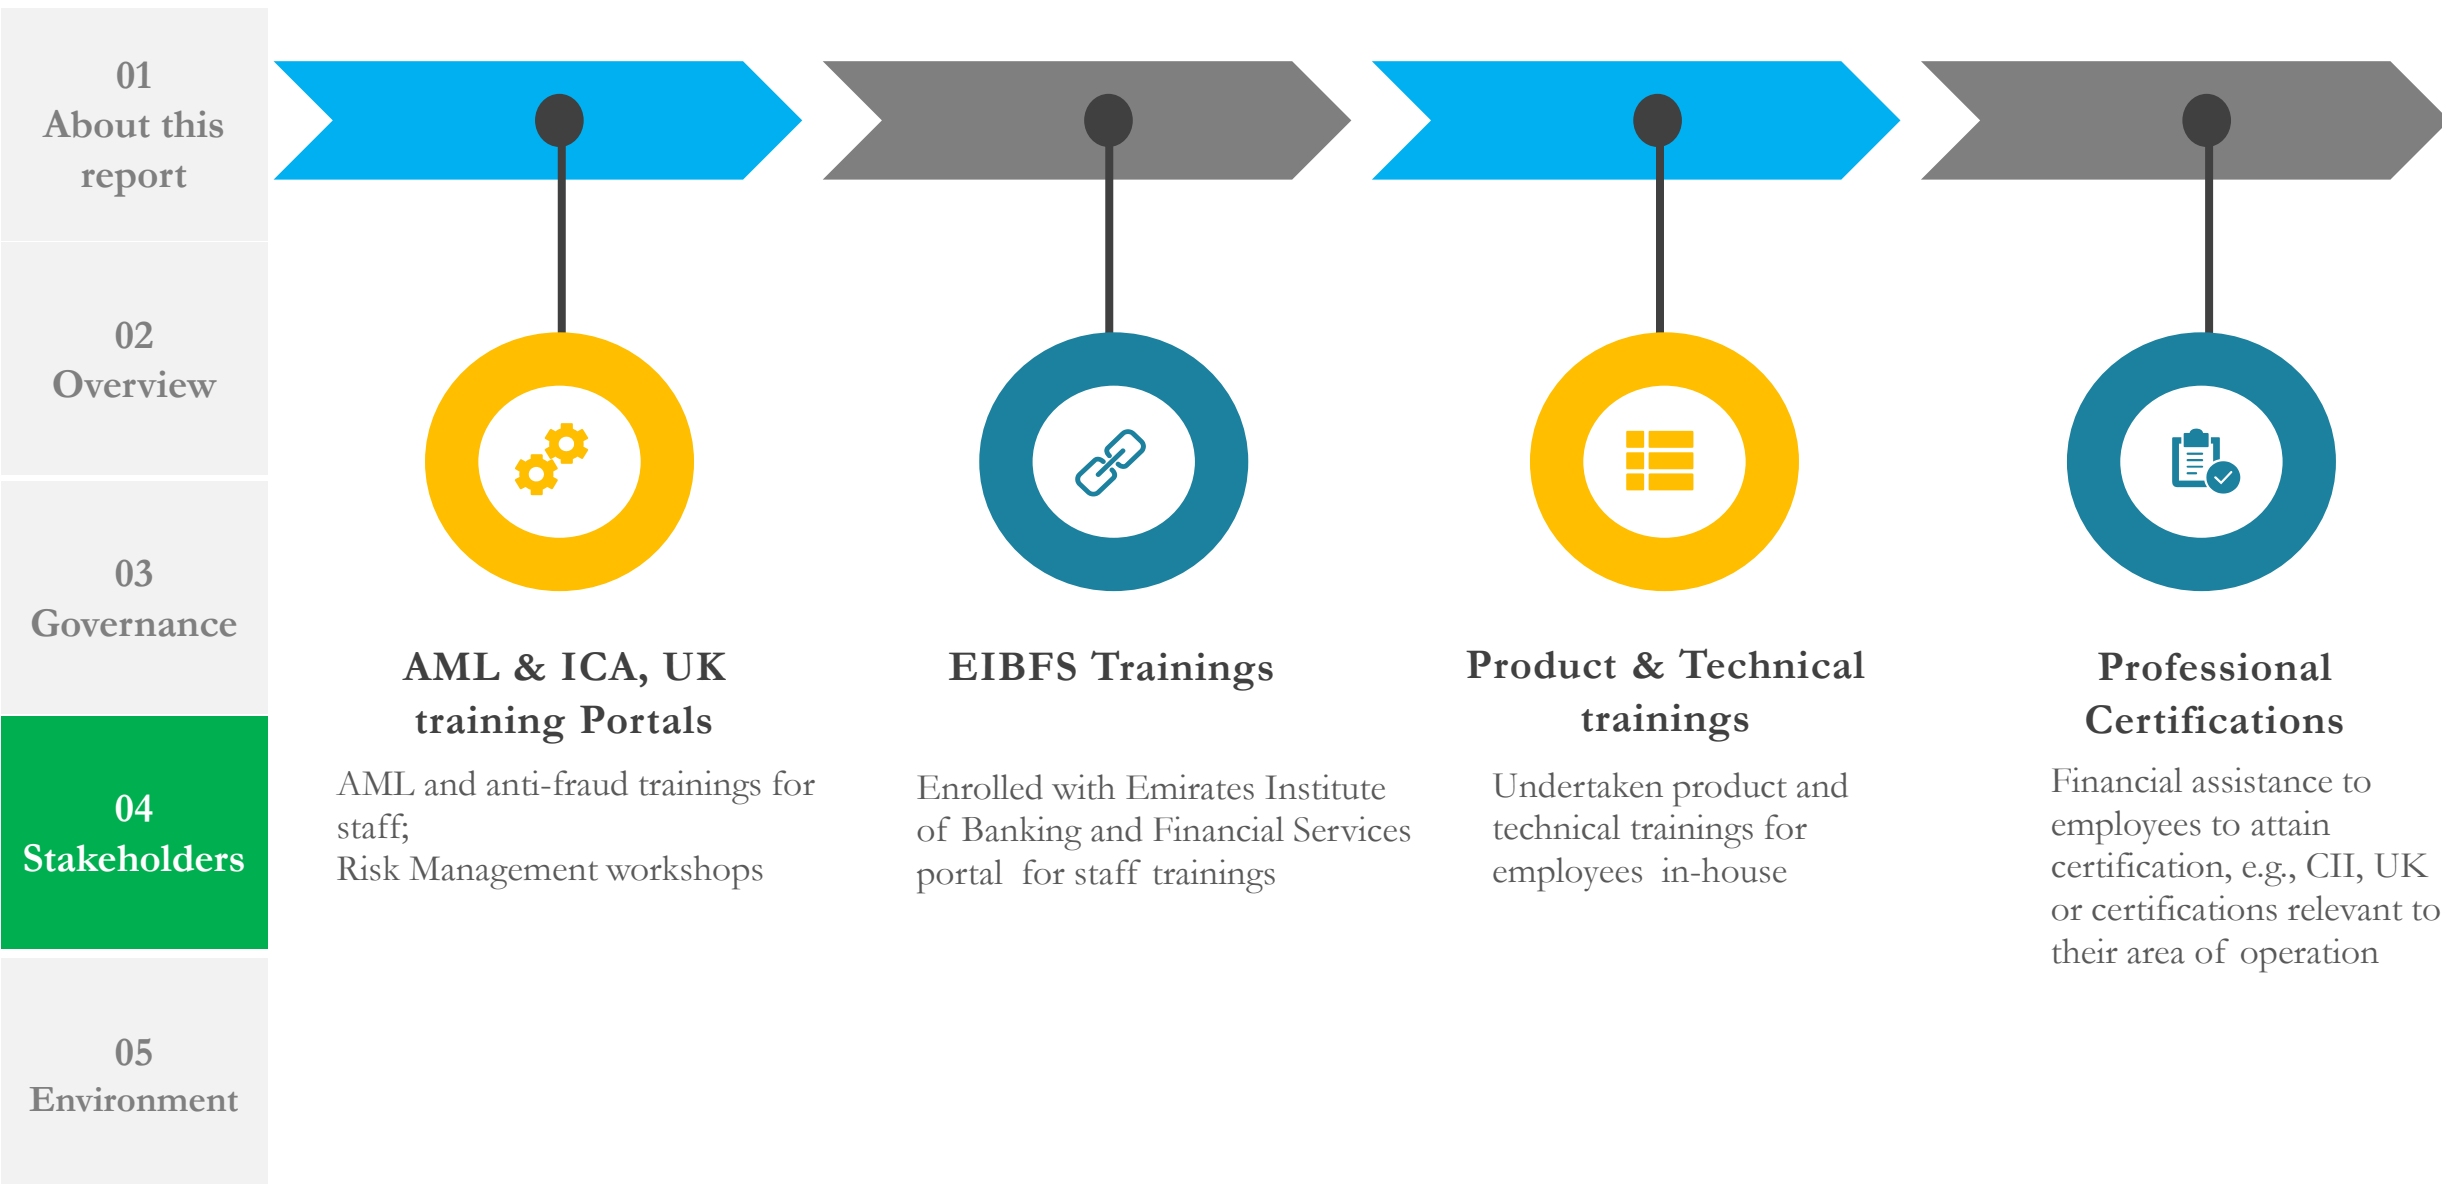 01
About this
report
02
Overview
03
Governance
04
Stakeholders
05
Environment
AML & ICA, UK
training Portals
AML and anti-fraud trainings for
staff;
Risk Management workshops
EIBFS Trainings
Enrolled with Emirates Institute
of Banking and Financial Services
portal for staff trainings
Product & Technical
trainings
Undertaken product and
technical trainings for
employees in-house
Professional
Certifications
Financial assistance to
employees to attain
certification, e.g., CII, UK
or certifications relevant to
their area of operation